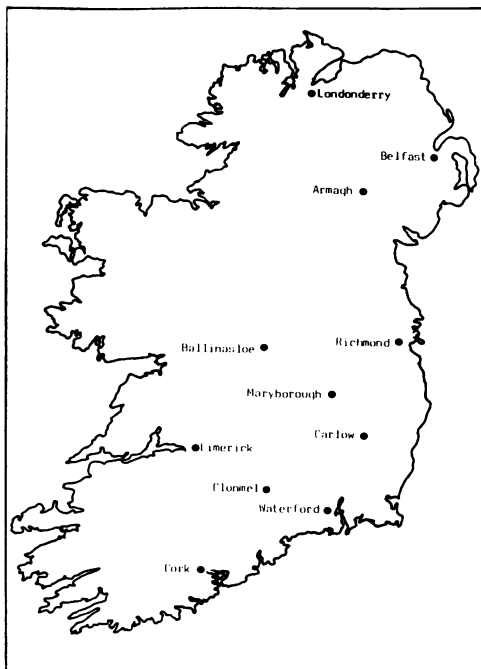 Londonderry
Belfast
Armagh
Ballinasloe
Richmond
Maryborough
Carlow
Limerick
Clonmel
Waterford
Cork